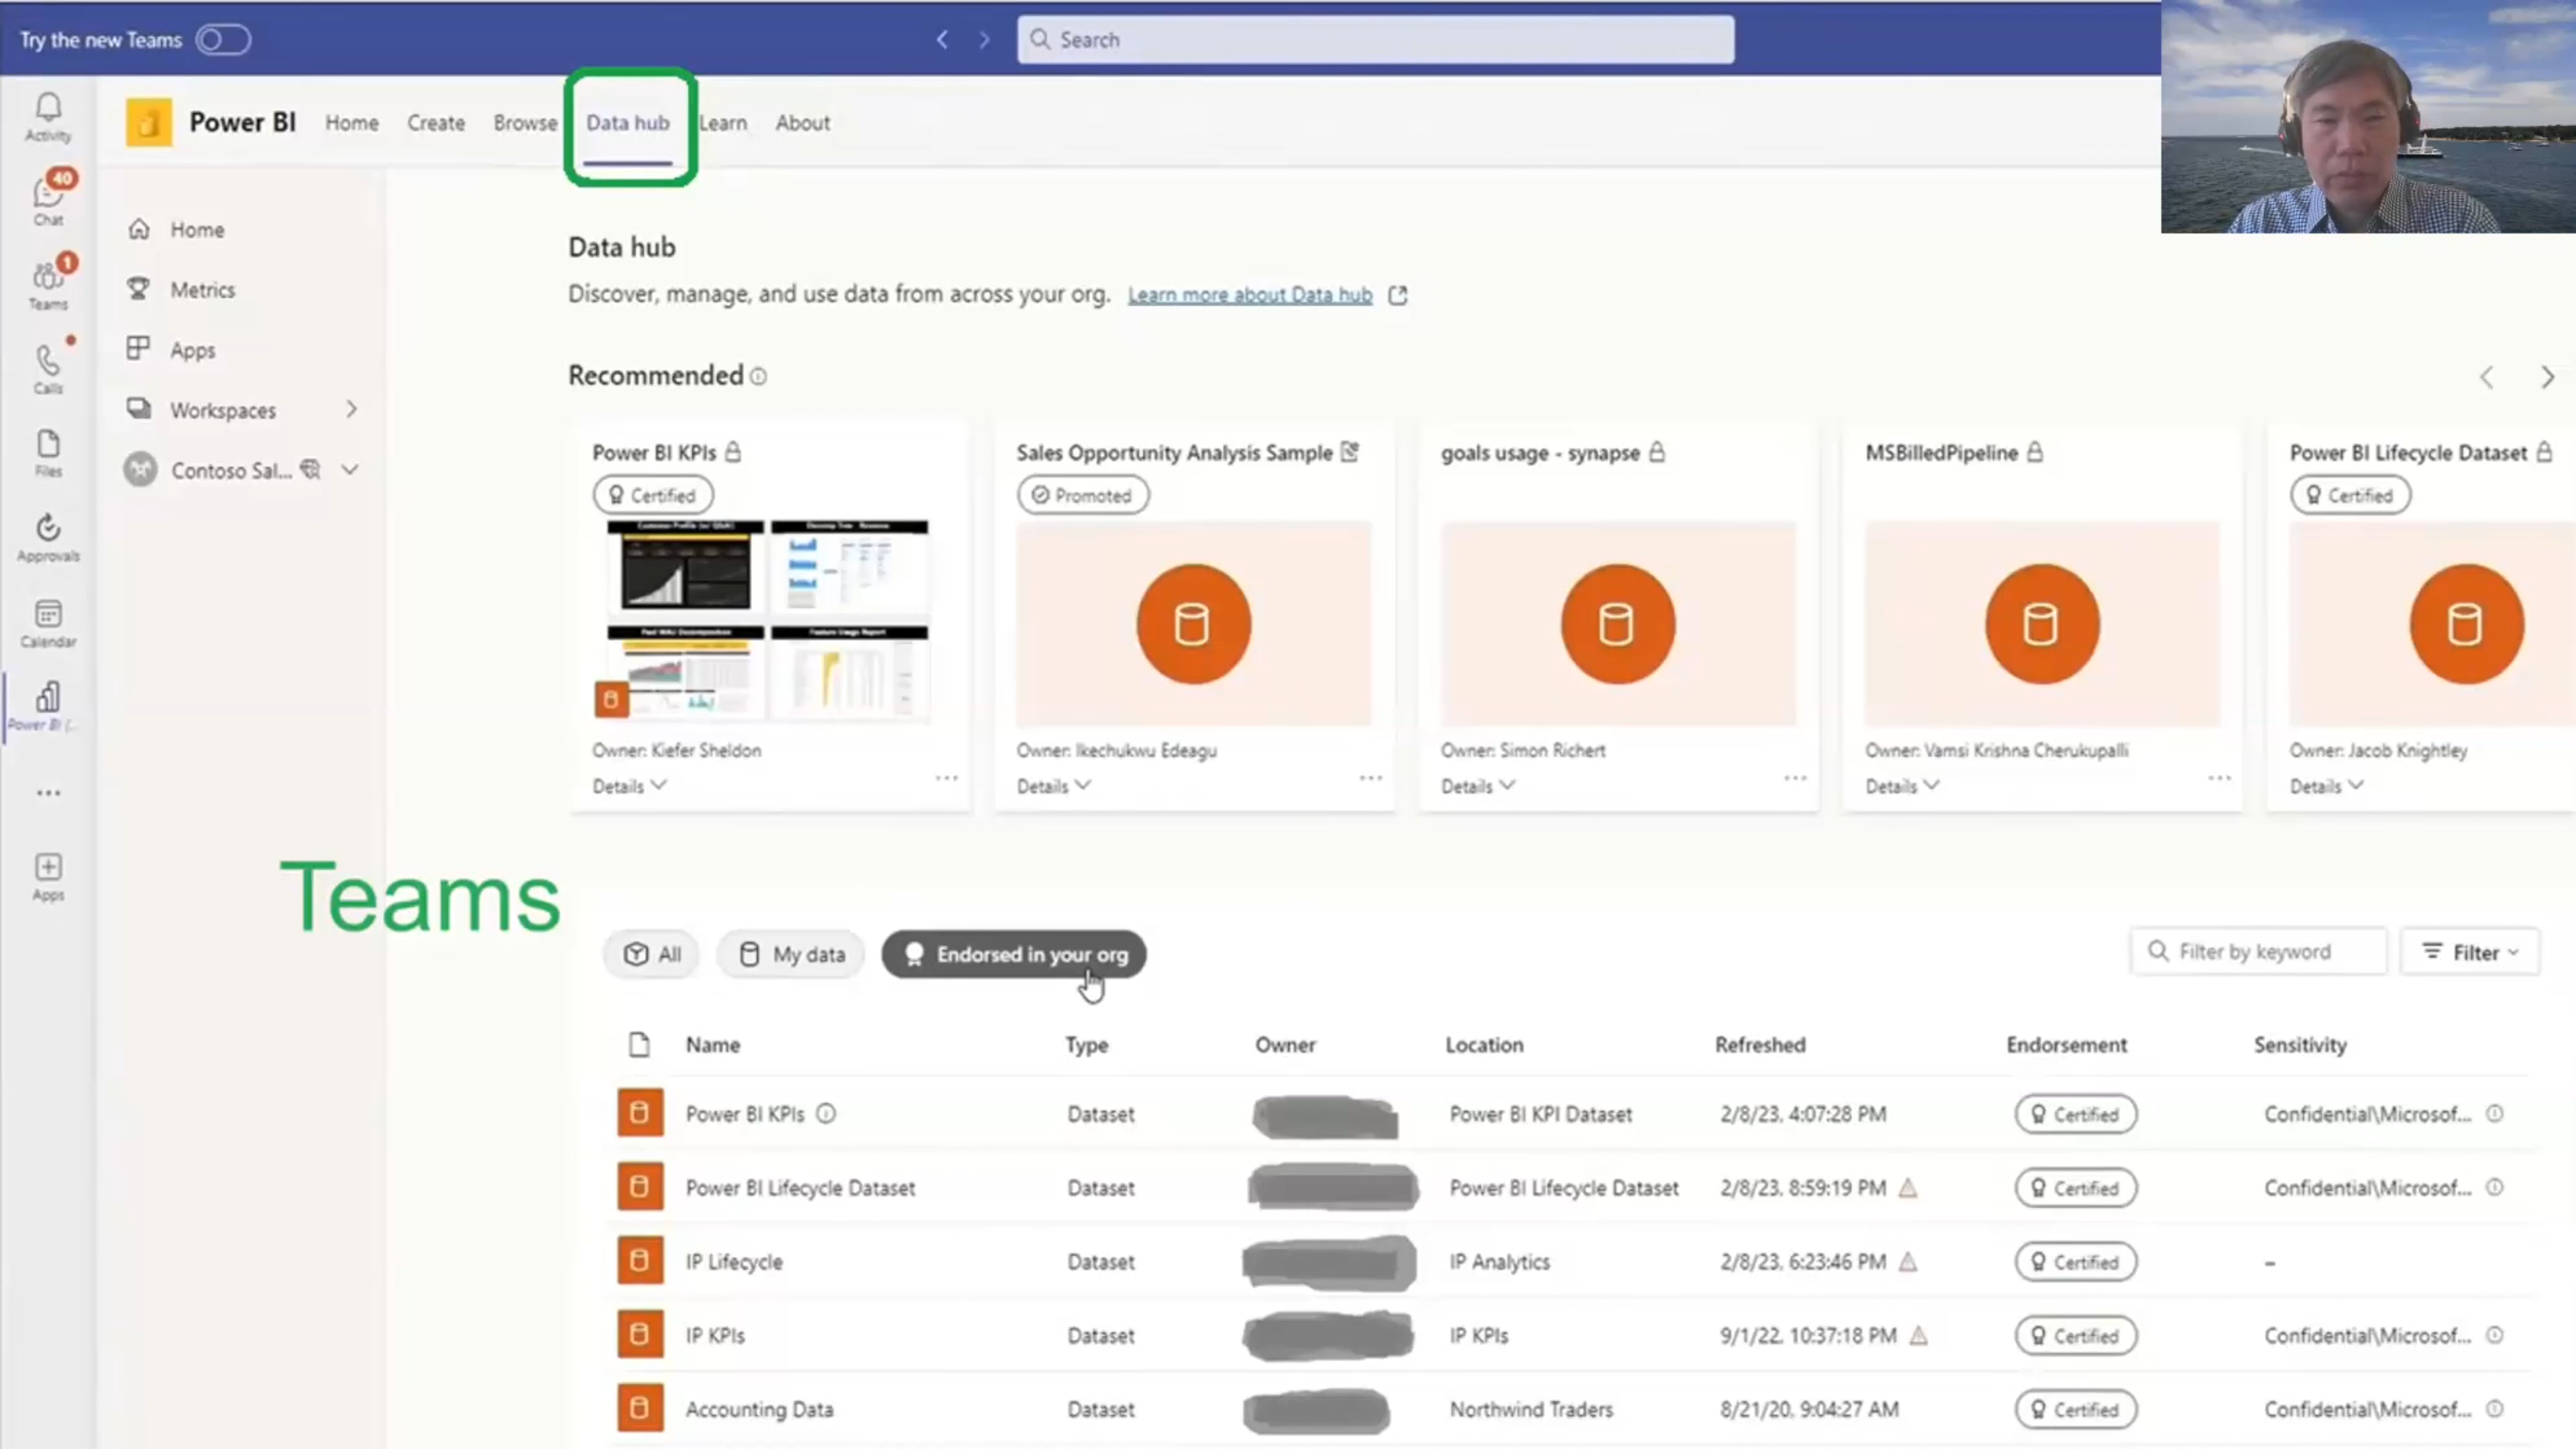 Try the new Teams
Search
Power BI Home Create Browse Data hub Learn About
Activity
40
Chat
1
Teams
Calls
Files
Approvals
Calendar
Power BI (...
Apps
Home
Metrics
Apps
Workspaces
Contoso Sal...
Data hub
Discover, manage, and use data from across your org. Learn more about Data hub
Recommended
Power BI KPIs
Certified
Owner: Kiefer Sheldon
Details
Sales Opportunity Analysis Sample
Promoted
Owner: Ikechukwu Edeagu
Details
goals usage - synapse
Owner: Simon Richert
Details
MSBilledPipeline
Owner: Vamsi Krishna Cherukupalli
Details
Power BI Lifecycle Dataset
Certified
Owner: Jacob Knightley
Details
Teams
All My data Endorsed in your org Filter by keyword Filter
Name Type Owner Location Refreshed Endorsement Sensitivity
Power BI KPIs Dataset Power BI KPI Dataset 2/8/23, 4:07:28 PM Certified Confidential\Microsof...
Power BI Lifecycle Dataset Dataset Power BI Lifecycle Dataset 2/8/23, 8:59:19 PM Certified Confidential\Microsof...
IP Lifecycle Dataset IP Analytics 2/8/23, 6:23:46 PM Certified –
IP KPIs Dataset IP KPIs 9/1/22, 10:37:18 PM Certified Confidential\Microsof...
Accounting Data Dataset Northwind Traders 8/21/20, 9:04:27 AM Certified Confidential\Microsof...